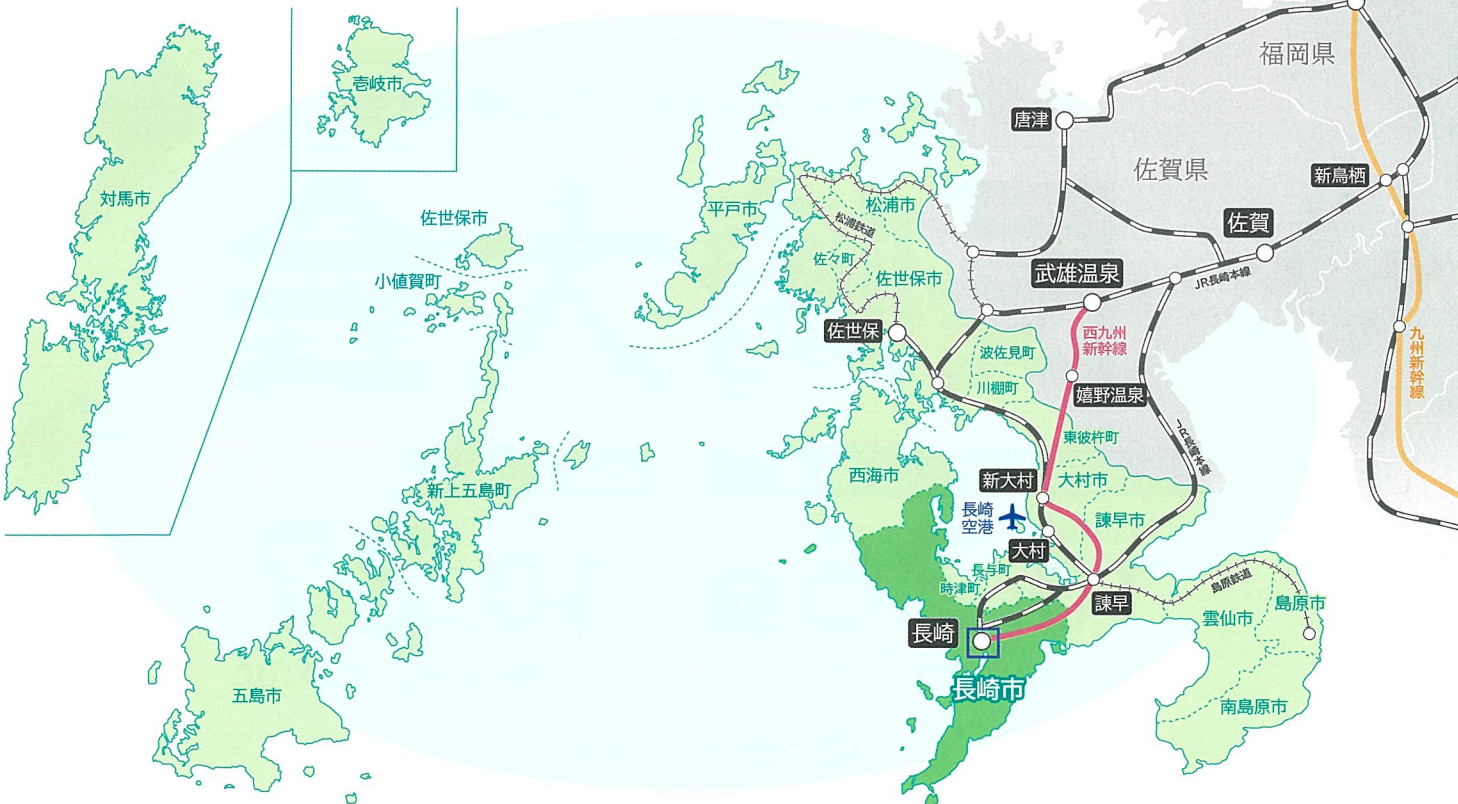 福岡県
壱岐市
唐津
佐賀県
新鳥栖
対馬市
平戸市
松浦市
佐世保市
松浦鉄道
佐賀
小値賀町
佐々町
佐世保市
武雄温泉
JR長崎本線
佐世保
西九州
新幹線
波佐見町
九州新幹線
川棚町
嬉野温泉
東彼杵町
JR長崎本線
西海市
新大村
大村市
新上五島町
長崎
空港
諫早市
大村
長与町
時津町
島原鉄道
諫早
島原市
雲仙市
長崎
長崎市
五島市
南島原市